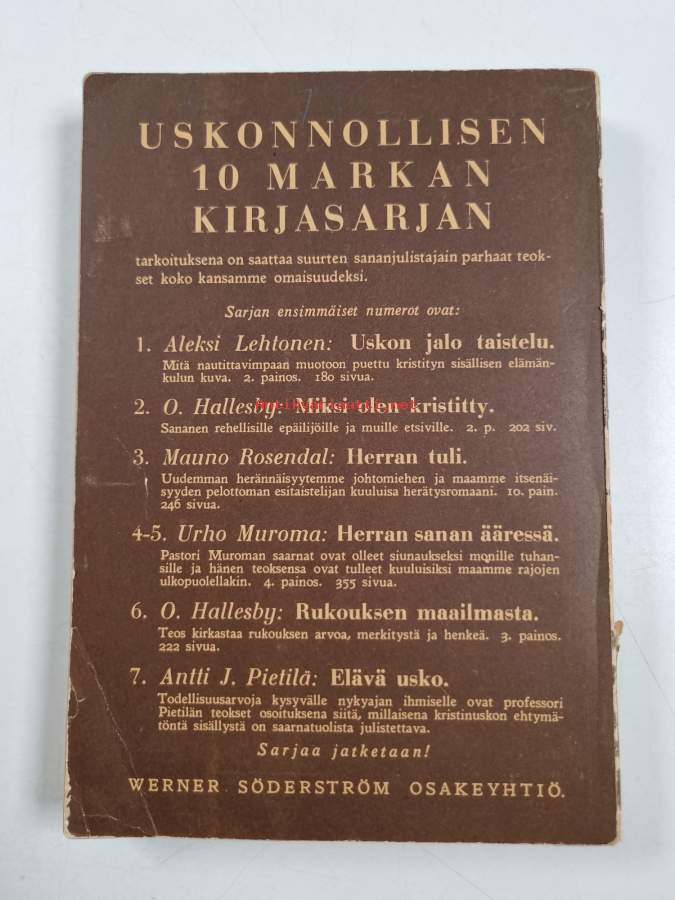 USKONNOLLISEN
10 MARKAN
KIRJASARJAN
tarkoituksena on saattaa suurten sananjulistajain parhaat teok-
set koko kansamme omaisuudeksi.
Sarjan ensimmäiset numerot ovat:
1. Aleksi Lehtonen: Uskon jalo taistelu.
Mitä nautittavimpaan muotoon puettu kristityn sisällisen elämän-
kulun kuva. 2. painos. 180 sivua.
2. O. Hallesby: Miksi olen kristitty.
Sananen rehellisille epäilijöille ja muille etsiville. 2. p. 202 siv.
3. Mauno Rosendal: Herran tuli.
Uudemman herännäisyytemme johtomiehen ja maamme itsenäi-
syyden pelottoman esitaistelijan kuuluisa herätysromaani. 10. pain.
246 sivua.
4-5. Urho Muroma: Herran sanan ääressä.
Pastori Muroman saarnat ovat olleet siunaukseksi monille tuhan-
sille ja hänen teoksensa ovat tulleet kuuluisiksi maamme rajojen
ulkopuolellakin. 4. painos. 355 sivua.
6. O. Hallesby: Rukouksen maailmasta.
Teos kirkastaa rukouksen arvoa, merkitystä ja henkeä. 3. painos.
222 sivua.
7. Antti J. Pietilä: Elävä usko.
Todellisuusarvoja kysyvälle nykyajan ihmiselle ovat professori
Pietilän teokset osoituksena siitä, millaisena kristinuskon ehtymä-
töntä sisällystä on saarnatuolista julistettava.
Sarjaa jatketaan!
WERNER SÖDERSTRÖM OSAKEYHTIÖ.